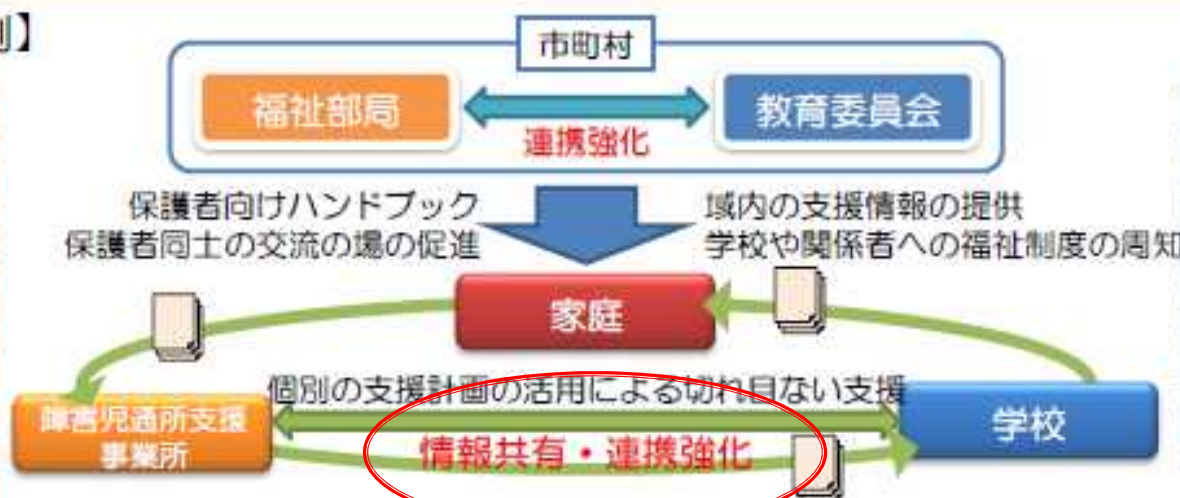 】
市町村
福祉部局
教育委員会
連携強化
保護者向けハンドブック
保護者同士の交流の場の促進
域内の支援情報の提供
学校や関係者への福祉制度の周知
家庭
個別の支援計画の活用による切れ目ない支援
障害児通所支援
事業所
学校
情報共有・連携強化